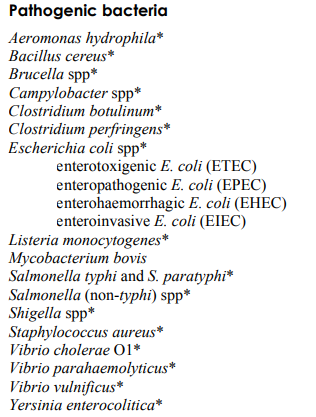 Pathogenic bacteria
Aeromonas hydrophila*
Bacillus cereus*
Brucella spp*
Campylobacter spp*
Clostridium botulinum*
Clostridium perfringens*
Escherichia coli spp*
enterotoxigenic E. coli (ETEC)
enteropathogenic E. coli (EPEC)
enterohaemorrhagic E. coli (EHEC)
enteroinvasive E. coli (EIEC)
Listeria monocytogenes*
Mycobacterium bovis
Salmonella typhi and S. paratyphi*
Salmonella (non-typhi) spp*
Shigella spp*
Staphylococcus aureus*
Vibrio cholerae O1*
Vibrio parahaemolyticus*
Vibrio vulnificus*
Yersinia enterocolitica*